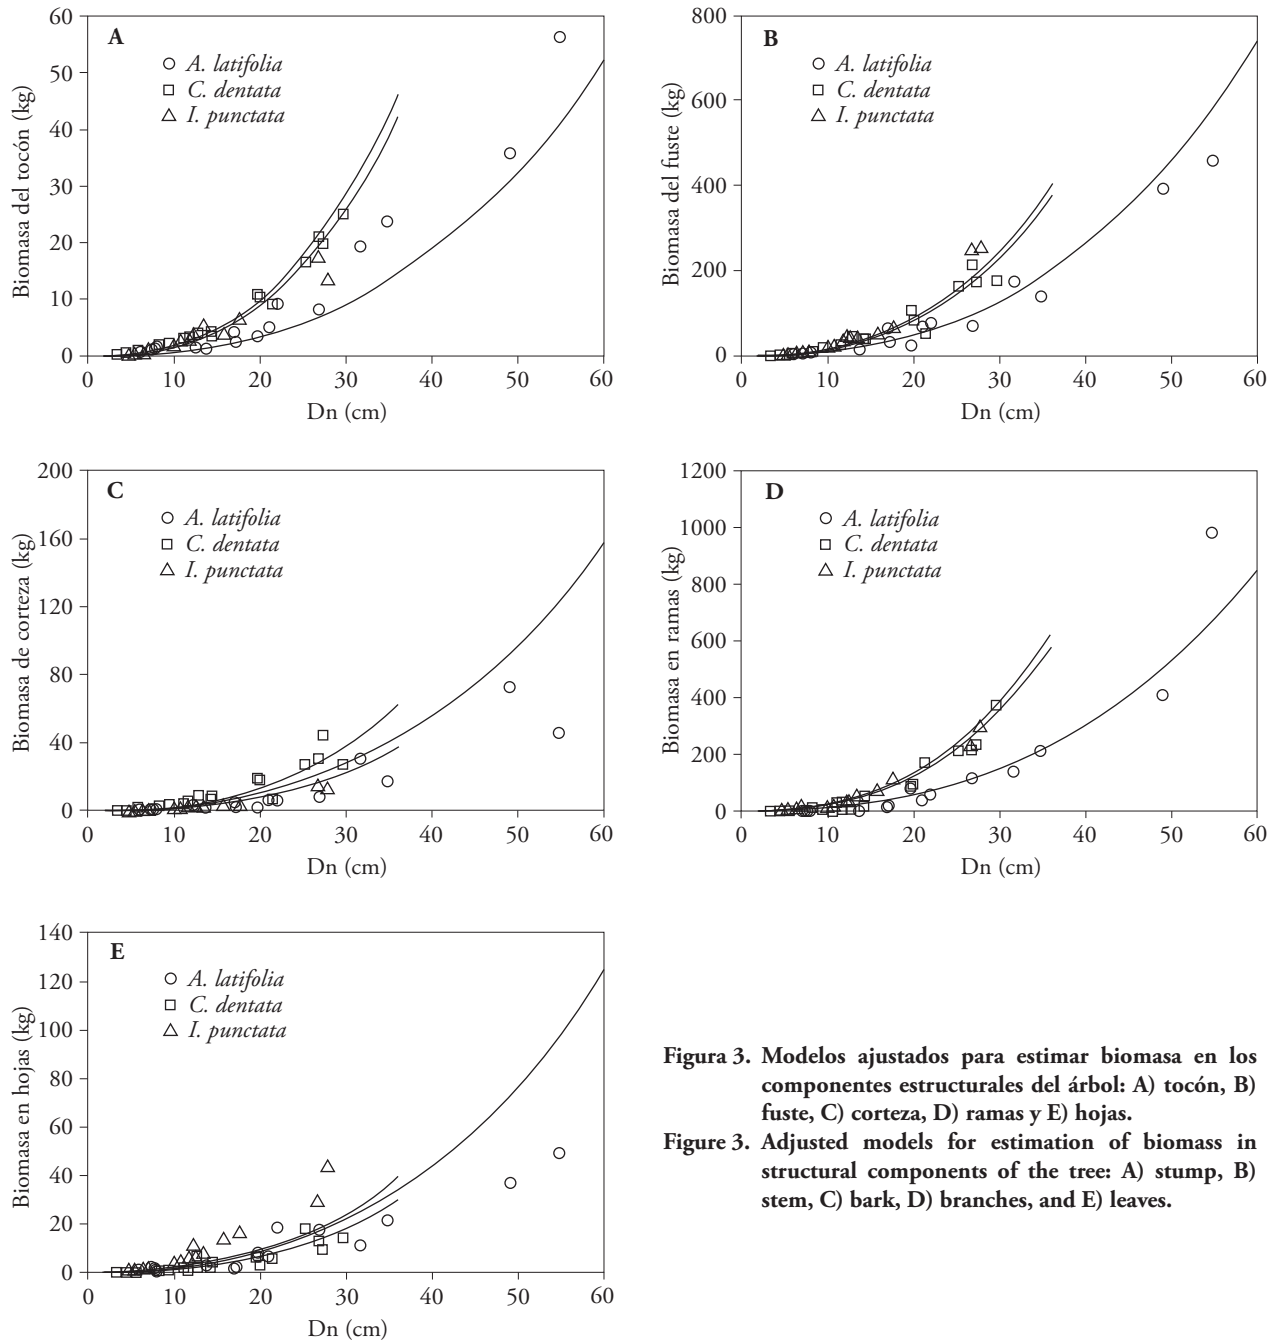 A
A. latifolia
C. dentata
I. punctata
Biomasa del tocón (kg)
60
50
40
30
20
10
0
0 10 20 30 40 50 60
Dn (cm)
B
A. latifolia
C. dentata
I. punctata
Biomasa del fuste (kg)
800
600
400
200
0
0 10 20 30 40 50 60
Dn (cm)
C
A. latifolia
C. dentata
I. punctata
Biomasa de corteza (kg)
200
160
120
80
40
0
0 10 20 30 40 50 60
Dn (cm)
D
A. latifolia
C. dentata
I. punctata
Biomasa en ramas (kg)
1200
1000
800
600
400
200
0
0 10 20 30 40 50 60
Dn (cm)
E
A. latifolia
C. dentata
I. punctata
Biomasa en hojas (kg)
140
120
100
80
60
40
20
0
0 10 20 30 40 50 60
Dn (cm)
Figura 3. Modelos ajustados para estimar biomasa en los
componentes estructurales del árbol: A) tocón, B)
fuste, C) corteza, D) ramas y E) hojas.
Figure 3. Adjusted models for estimation of biomass in
structural components of the tree: A) stump, B)
stem, C) bark, D) branches, and E) leaves.